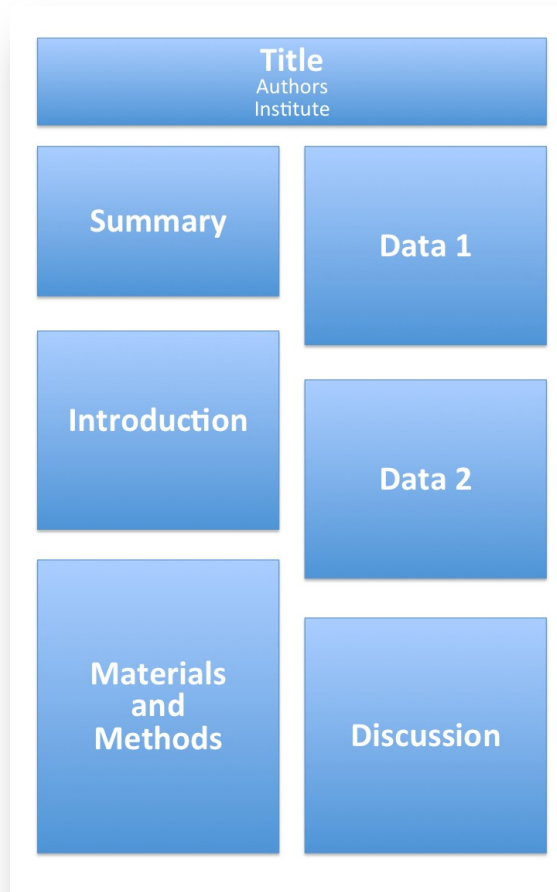 Title
Authors
Institute
Summary
Introduction
Materials
and
Methods
Data 1
Data 2
Discussion